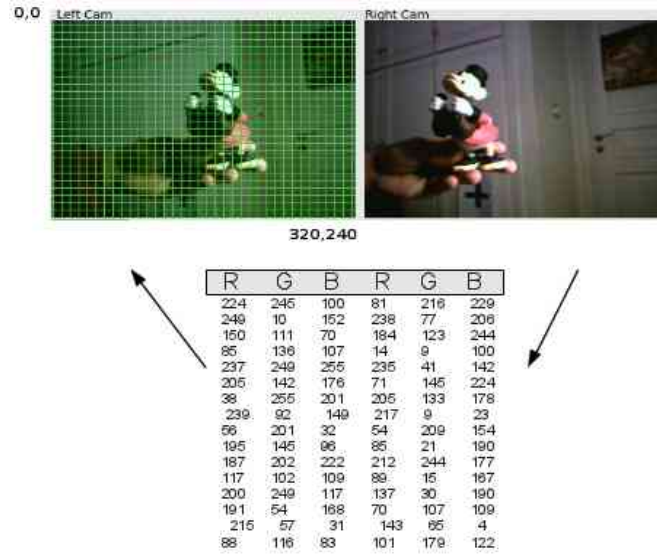 0,0 Left Cam Right Cam
320,240
R G B R G B
224 245 100 81 216 229
249 10 152 238 77 206
150 111 70 184 123 244
85 136 107 14 9 100
237 249 255 235 41 142
205 142 176 71 145 224
38 255 201 205 133 178
239 92 149 217 9 23
56 201 32 54 209 154
195 145 96 85 21 190
187 202 222 212 244 177
117 102 109 89 15 167
200 249 117 137 30 190
191 54 168 70 107 109
215 57 31 143 65 4
88 116 83 101 179 122